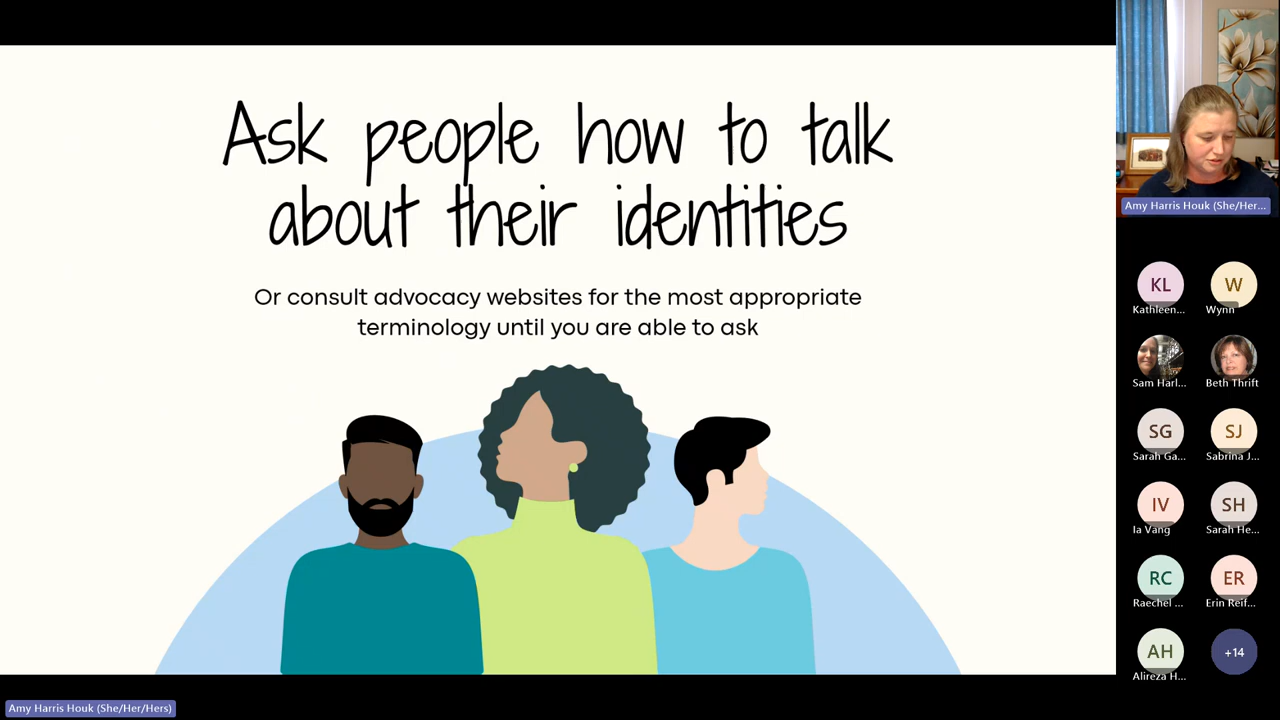 Ask people how to talk
about their identities
Or consult advocacy websites for the most appropriate
terminology until you are able to ask
Amy Harris Houk (She/Her...
KL
Kathleen...
W
Wynn
Sam Harl...
Beth Thrift
SG
Sarah Ga...
SJ
Sabrina J...
IV
Ia Vang
SH
Sarah He...
RC
Raechel ...
ER
Erin Reif...
AH
Alireza H...
+14
Amy Harris Houk (She/Her/Hers)